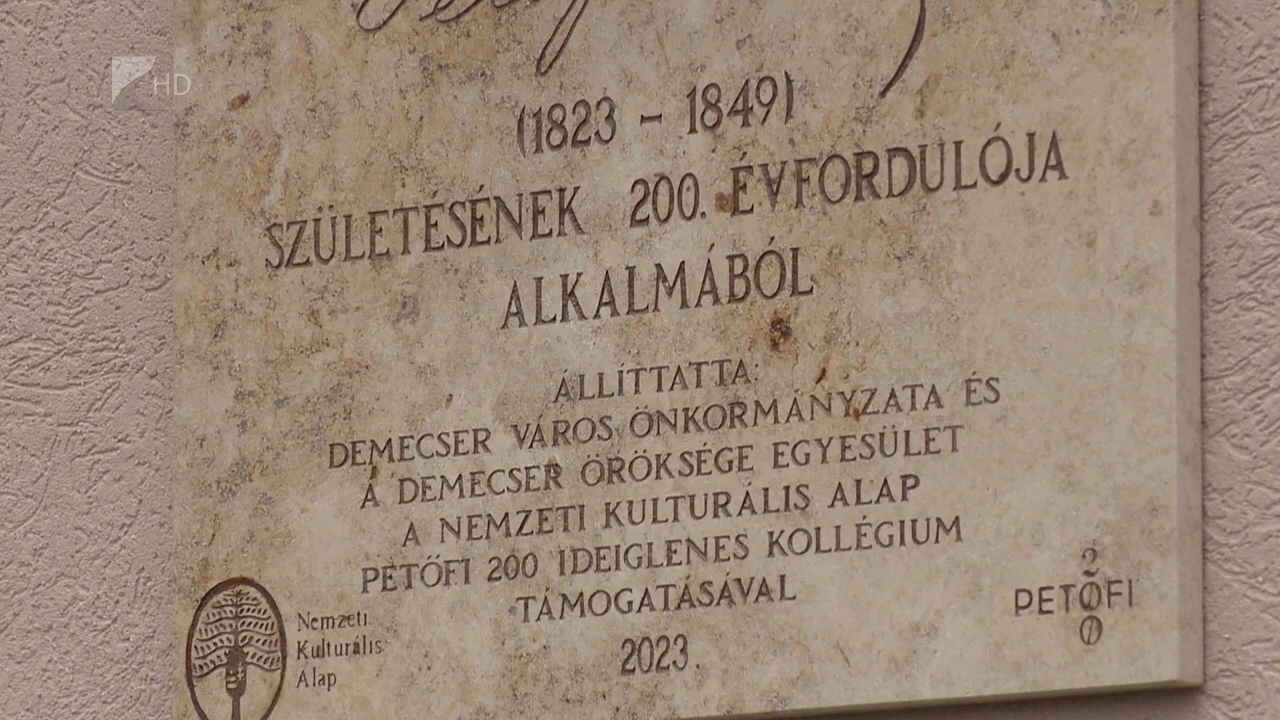 HD
(1823 - 1849)
SZÜLETÉSÉNEK 200. ÉVFORDULÓJA
ALKALMÁBÓL
ÁLLÍTTATTA:
DEMECSER VÁROS ÖNKORMÁNYZATA ÉS
A DEMECSER ÖRÖKSÉGE EGYESÜLET
A NEMZETI KULTURÁLIS ALAP
PETŐFI 200 IDEIGLENES KOLLÉGIUM
TÁMOGATÁSÁVAL
2023.
Nemzeti
Kulturális
Alap
PETŐFI
200